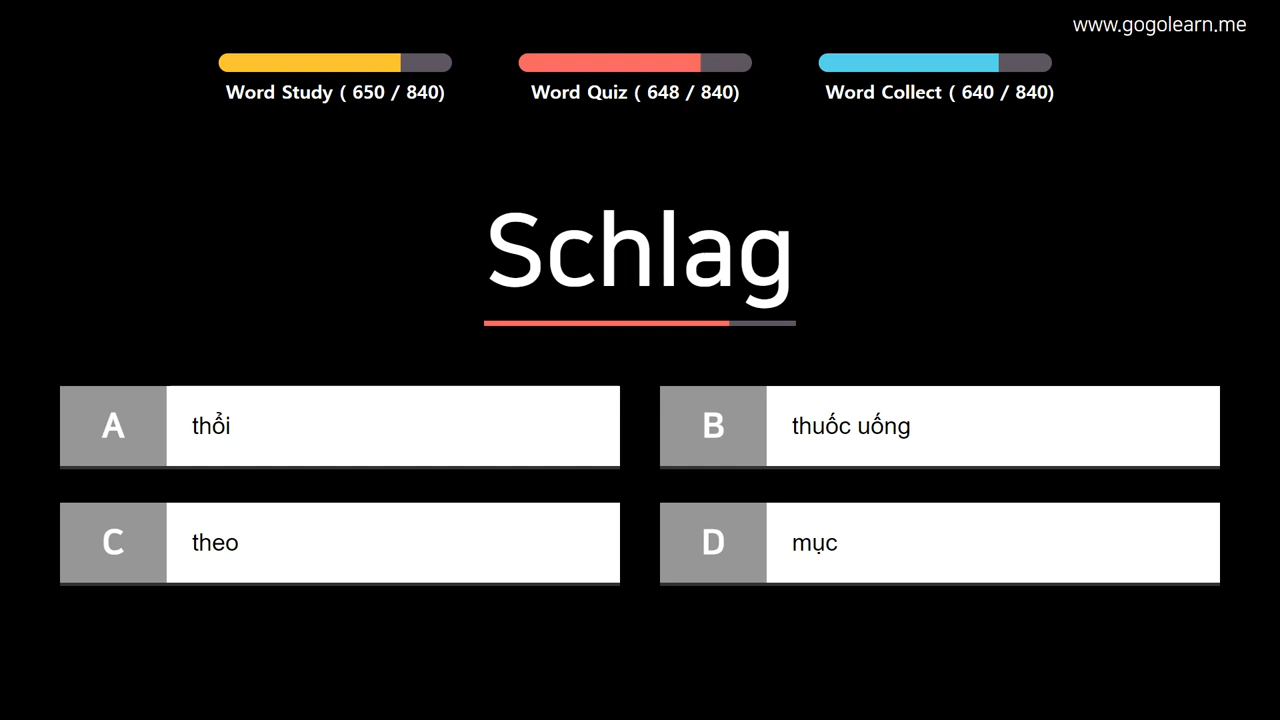 www.gogolearn.me
Word Study ( 650 / 840)
Word Quiz ( 648 / 840)
Word Collect ( 640 / 840)
Schlag
A thổi
B thuốc uống
C theo
D mục